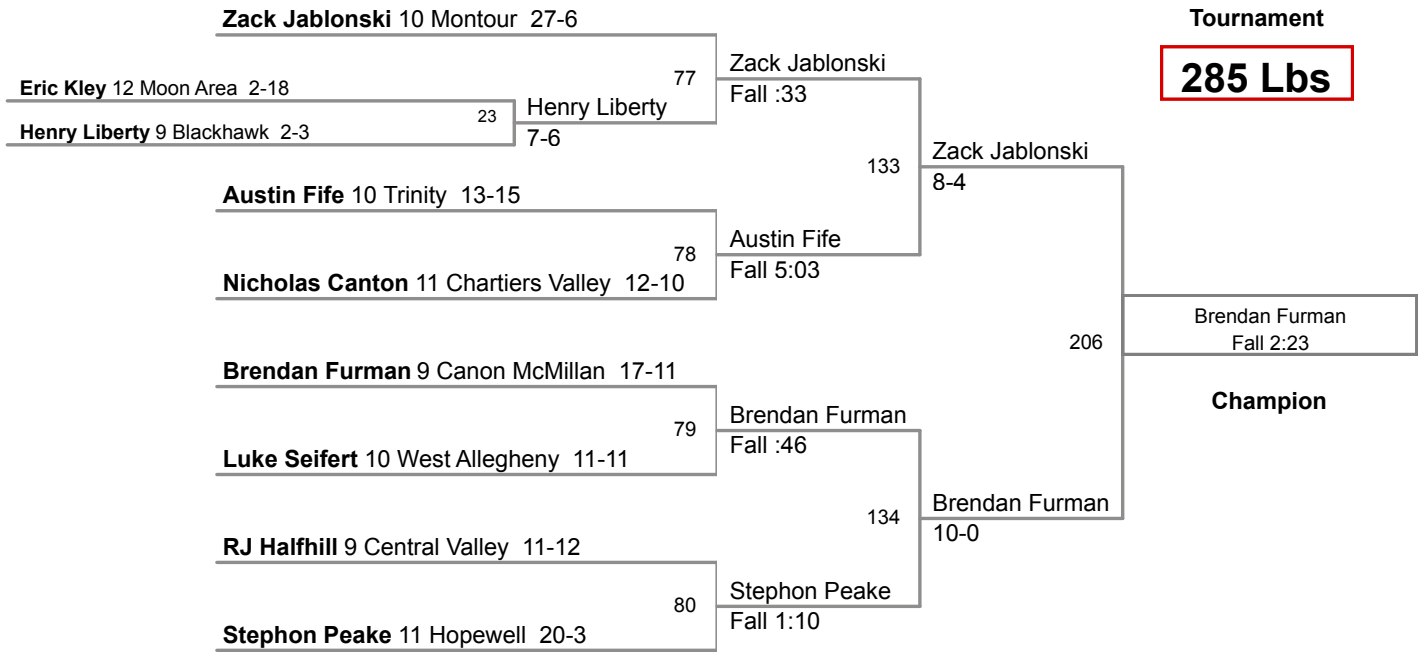 Zack Jablonski 10 Montour 27-6
Tournament
285 Lbs
77
Zack Jablonski
Fall :33
Eric Kley 12 Moon Area 2-18
23
Henry Liberty
7-6
Henry Liberty 9 Blackhawk 2-3
133
Zack Jablonski
8-4
Austin Fife 10 Trinity 13-15
78
Austin Fife
Fall 5:03
Nicholas Canton 11 Chartiers Valley 12-10
206
Brendan Furman
Fall 2:23
Champion
Brendan Furman 9 Canon McMillan 17-11
79
Brendan Furman
Fall :46
Luke Seifert 10 West Allegheny 11-11
134
Brendan Furman
10-0
RJ Halfhill 9 Central Valley 11-12
80
Stephon Peake
Fall 1:10
Stephon Peake 11 Hopewell 20-3